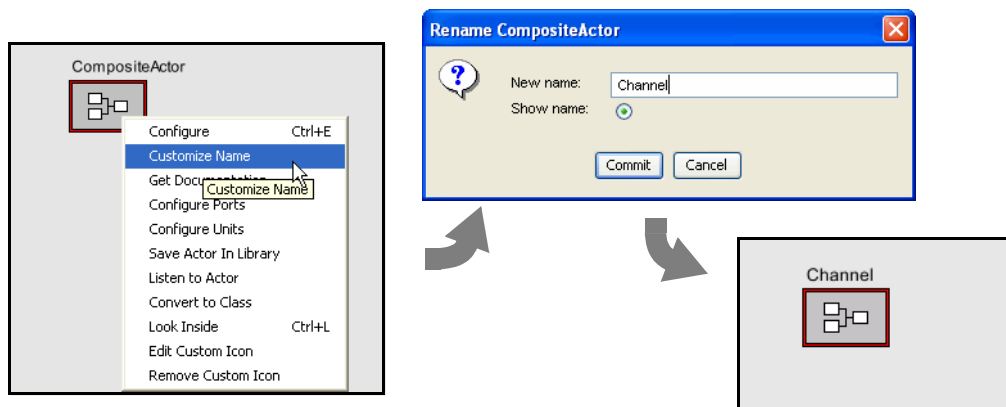 CompositeActor
Configure Ctrl+E
Customize Name
Get Documentation
Customize Name
Configure Ports
Configure Units
Save Actor In Library
Listen to Actor
Convert to Class
Look Inside Ctrl+L
Edit Custom Icon
Remove Custom Icon
Rename CompositeActor
New name: Channel
Show name:
Commit Cancel
Channel